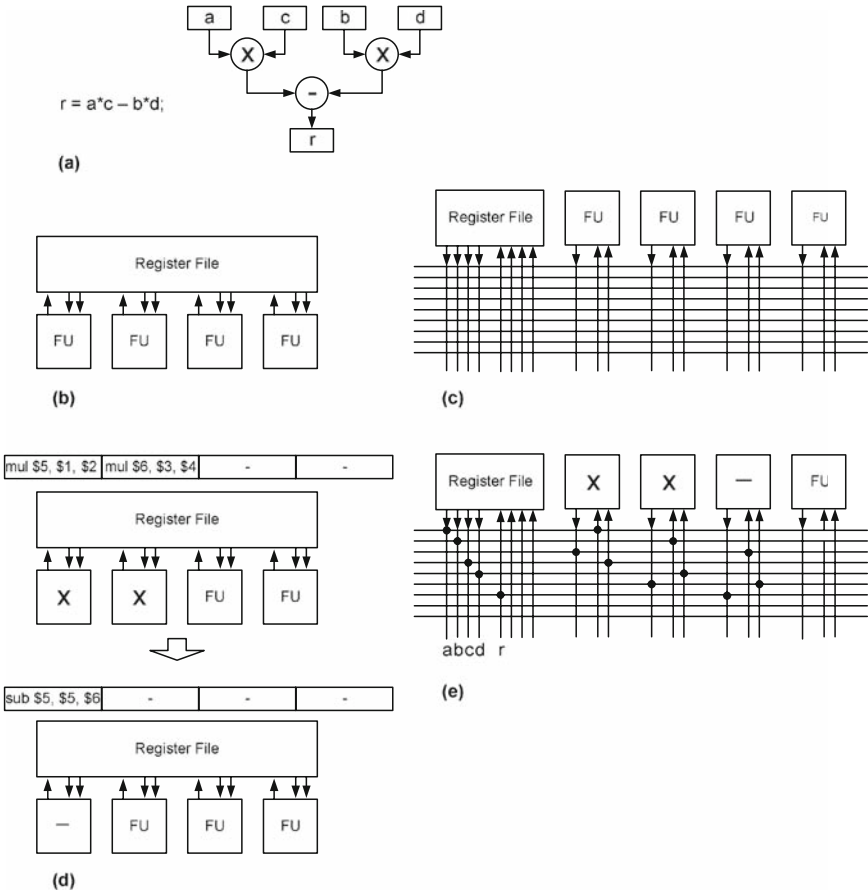 a c b d
X X
-
r = a*c – b*d;
r
(a)
Register File
FU FU FU FU
(b)
Register File FU FU FU FU
(c)
mul $5, $1, $2 mul $6, $3, $4 - -
Register File
X X FU FU
sub $5, $5, $6 - - -
Register File
– FU FU FU
(d)
Register File X X – FU
abcd r
(e)